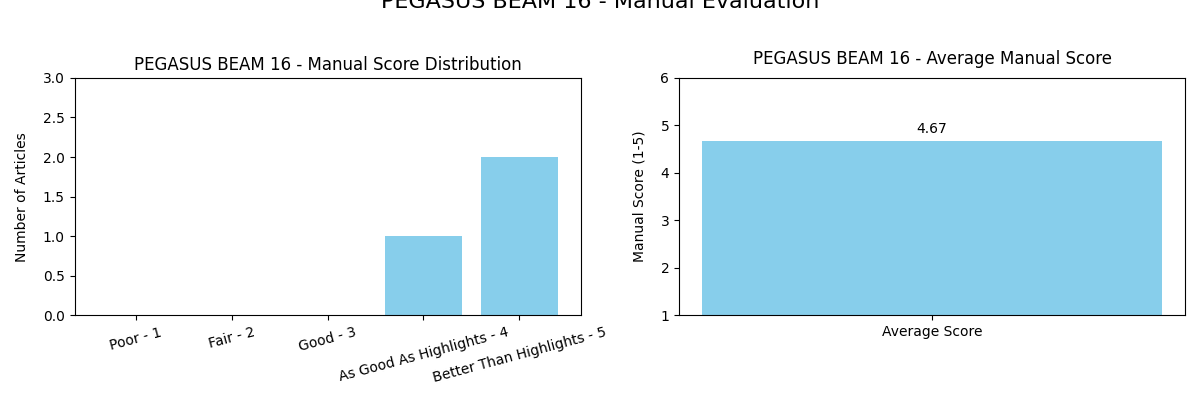 PEGASUS BEAM 16 - Manual Evaluation
PEGASUS BEAM 16 - Manual Score Distribution
Number of Articles
3.0
2.5
2.0
1.5
1.0
0.5
0.0
Poor - 1
Fair - 2
Good - 3
As Good As Highlights - 4
Better Than Highlights - 5
PEGASUS BEAM 16 - Average Manual Score
Manual Score (1-5)
6
5
4
3
2
1
4.67
Average Score